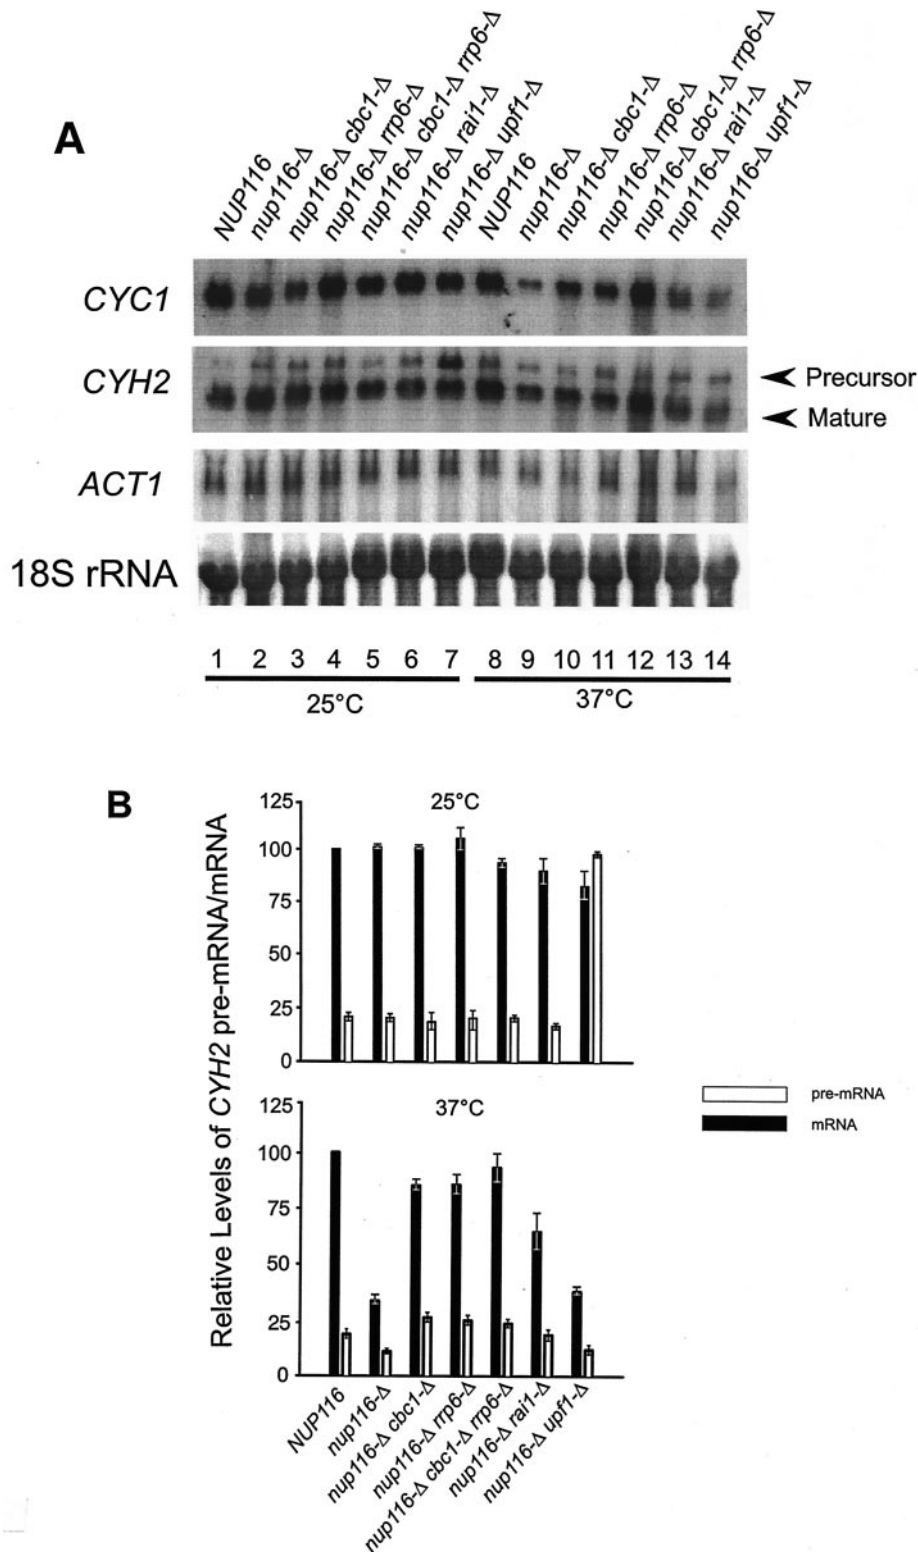 A
NUP116
nup116-Δ
nup116-Δ cbc1-Δ
nup116-Δ rrp6-Δ
nup116-Δ cbc1-Δ rrp6-Δ
nup116-Δ rai1-Δ
nup116-Δ upf1-Δ
NUP116
nup116-Δ
nup116-Δ cbc1-Δ
nup116-Δ rrp6-Δ
nup116-Δ cbc1-Δ rrp6-Δ
nup116-Δ rai1-Δ
nup116-Δ upf1-Δ
CYC1
CYH2
Precursor
Mature
ACT1
18S rRNA
1 2 3 4 5 6 7 8 9 10 11 12 13 14
25°C 37°C
B
Relative Levels of CYH2 pre-mRNA/mRNA
25°C
125
100
75
50
25
0
37°C
125
100
75
50
25
0
pre-mRNA
mRNA
NUP116
nup116-Δ
nup116-Δ cbc1-Δ
nup116-Δ rrp6-Δ
nup116-Δ cbc1-Δ rrp6-Δ
nup116-Δ rai1-Δ
nup116-Δ upf1-Δ